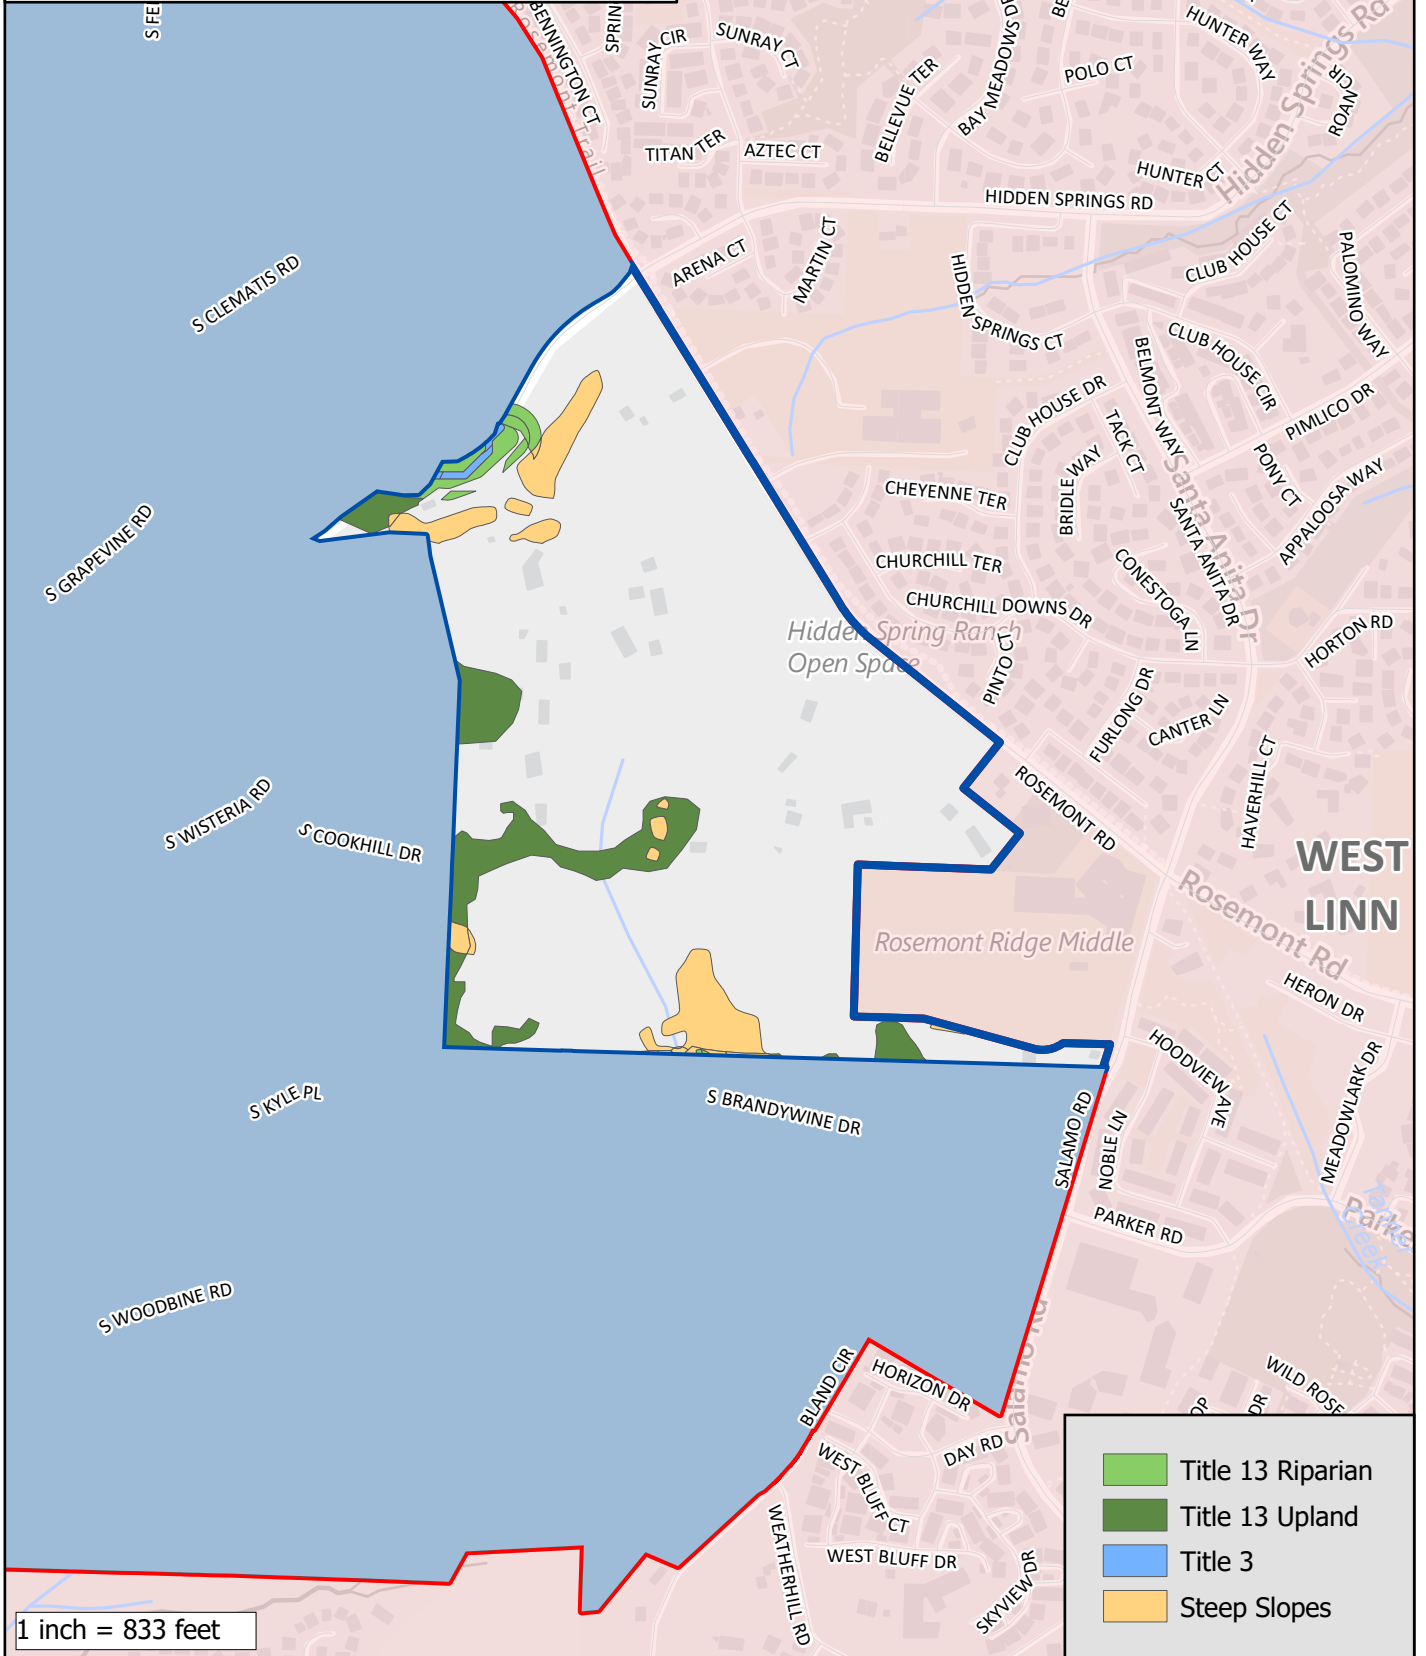 S FE
BENNINGTON CT
Rosemont Trail
SPRIN
SUNRAY CIR
SUNRAY CT
TITAN TER
AZTEC CT
BELLEVUE TER
BAY MEADOWS DR
BE
POLO CT
HUNTER WAY
Hidden Springs Rd
ROAN CIR
HUNTER CT
HIDDEN SPRINGS RD
ARENA CT
MARTIN CT
HIDDEN SPRINGS CT
CLUB HOUSE CT
PALOMINO WAY
S CLEMATIS RD
BELMONT WAY
CLUB HOUSE CIR
CLUB HOUSE DR
TACK CT
PIMLICO DR
PONY CT
APPALOOSA WAY
BRIDLE WAY
CHEYENNE TER
Santa Anita Dr
SANTA ANITA DR
S GRAPEVINE RD
CHURCHILL TER
CONESTOGA LN
CHURCHILL DOWNS DR
Hidden Spring Ranch
Open Space
PINTO CT
HORTON RD
FURLONG DR
CANTER LN
HAVERHILL CT
S WISTERIA RD
S COOKHILL DR
ROSEMONT RD
WEST
LINN
Rosemont Rd
Rosemont Ridge Middle
HERON DR
HOODVIEW AVE
MEADOWLARK DR
S KYLE PL
S BRANDYWINE DR
SALAMO RD
NOBLE LN
PARKER RD
Parke
Creek
S WOODBINE RD
Salamo Rd
BLAND CIR
HORIZON DR
WILD ROSE
OP
DR
DAY RD
WEST BLUFF CT
WEST BLUFF DR
WEATHERHILL RD
SKYVIEW DR
Title 13 Riparian
Title 13 Upland
Title 3
Steep Slopes
1 inch = 833 feet